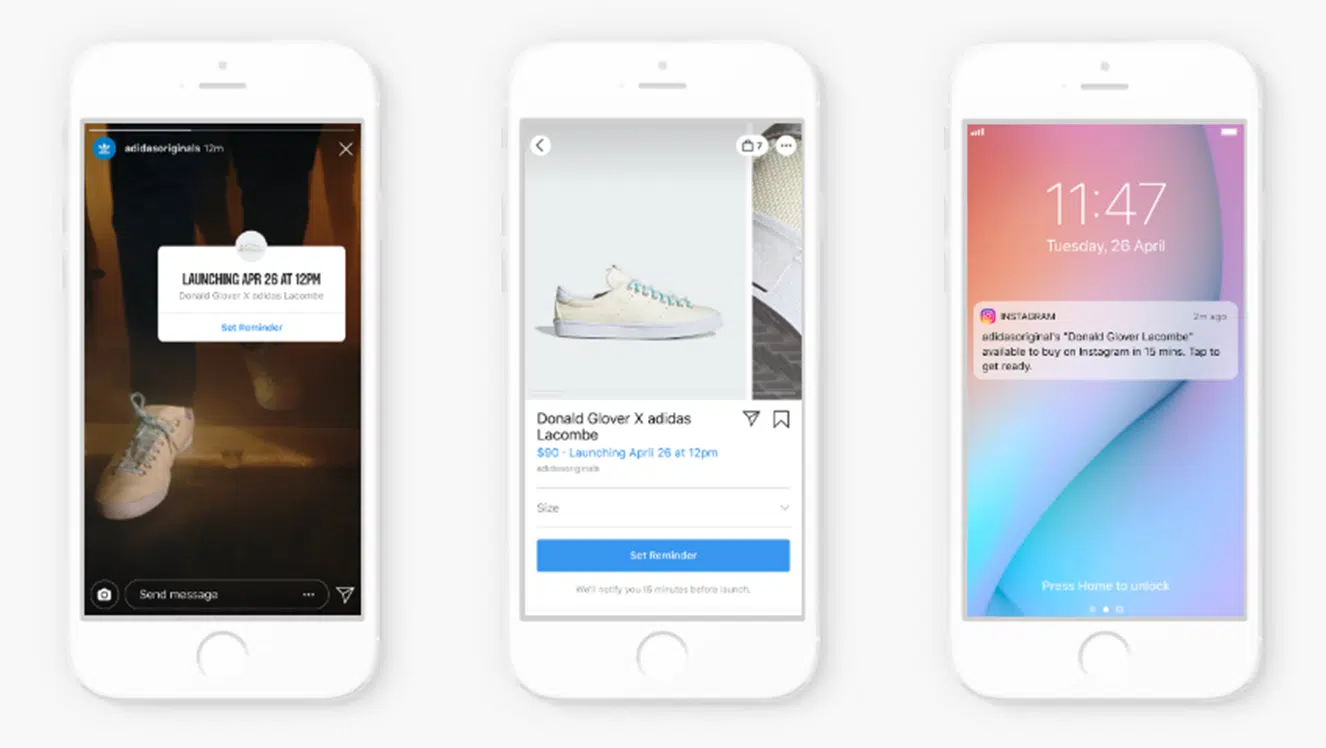 adidasoriginals 12m
LAUNCHING APR 26 AT 12PM
Donald Glover X adidas Lacombe
Set Reminder
Send message
7
Donald Glover X adidas
Lacombe
$90 · Launching April 26 at 12pm
adidasoriginals
Size
Set Reminder
We'll notify you 15 minutes before launch.
11:47
Tuesday, 26 April
INSTAGRAM 2m ago
adidasoriginal's "Donald Glover Lacombe"
available to buy on Instagram in 15 mins. Tap to
get ready.
Press Home to unlock